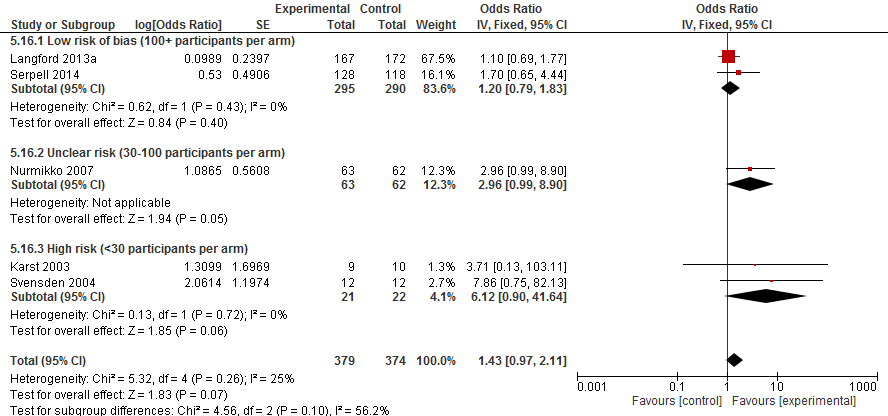 Experimental Control Odds Ratio Odds Ratio
Study or Subgroup log[Odds Ratio] SE Total Total Weight IV, Fixed, 95% CI IV, Fixed, 95% CI
5.16.1 Low risk of bias (100+ participants per arm)
Langford 2013a 0.0989 0.2397 167 172 67.5% 1.10 [0.69, 1.77]
Serpell 2014 0.53 0.4906 128 118 16.1% 1.70 [0.65, 4.44]
Subtotal (95% CI) 295 290 83.6% 1.20 [0.79, 1.83]
Heterogeneity: Chi² = 0.62, df = 1 (P = 0.43); I² = 0%
Test for overall effect: Z = 0.84 (P = 0.40)
5.16.2 Unclear risk (30-100 participants per arm)
Nurmikko 2007 1.0865 0.5608 63 62 12.3% 2.96 [0.99, 8.90]
Subtotal (95% CI) 63 62 12.3% 2.96 [0.99, 8.90]
Heterogeneity: Not applicable
Test for overall effect: Z = 1.94 (P = 0.05)
5.16.3 High risk (<30 participants per arm)
Karst 2003 1.3099 1.6969 9 10 1.3% 3.71 [0.13, 103.11]
Svensden 2004 2.0614 1.1974 12 12 2.7% 7.86 [0.75, 82.13]
Subtotal (95% CI) 21 22 4.1% 6.12 [0.90, 41.64]
Heterogeneity: Chi² = 0.13, df = 1 (P = 0.72); I² = 0%
Test for overall effect: Z = 1.85 (P = 0.06)
Total (95% CI) 379 374 100.0% 1.43 [0.97, 2.11]
Heterogeneity: Chi² = 5.32, df = 4 (P = 0.26); I² = 25%
Test for overall effect: Z = 1.83 (P = 0.07)
Test for subgroup differences: Chi² = 4.56, df = 2 (P = 0.10), I² = 56.2%
0.001 0.1 1 10 1000
Favours [control] Favours [experimental]